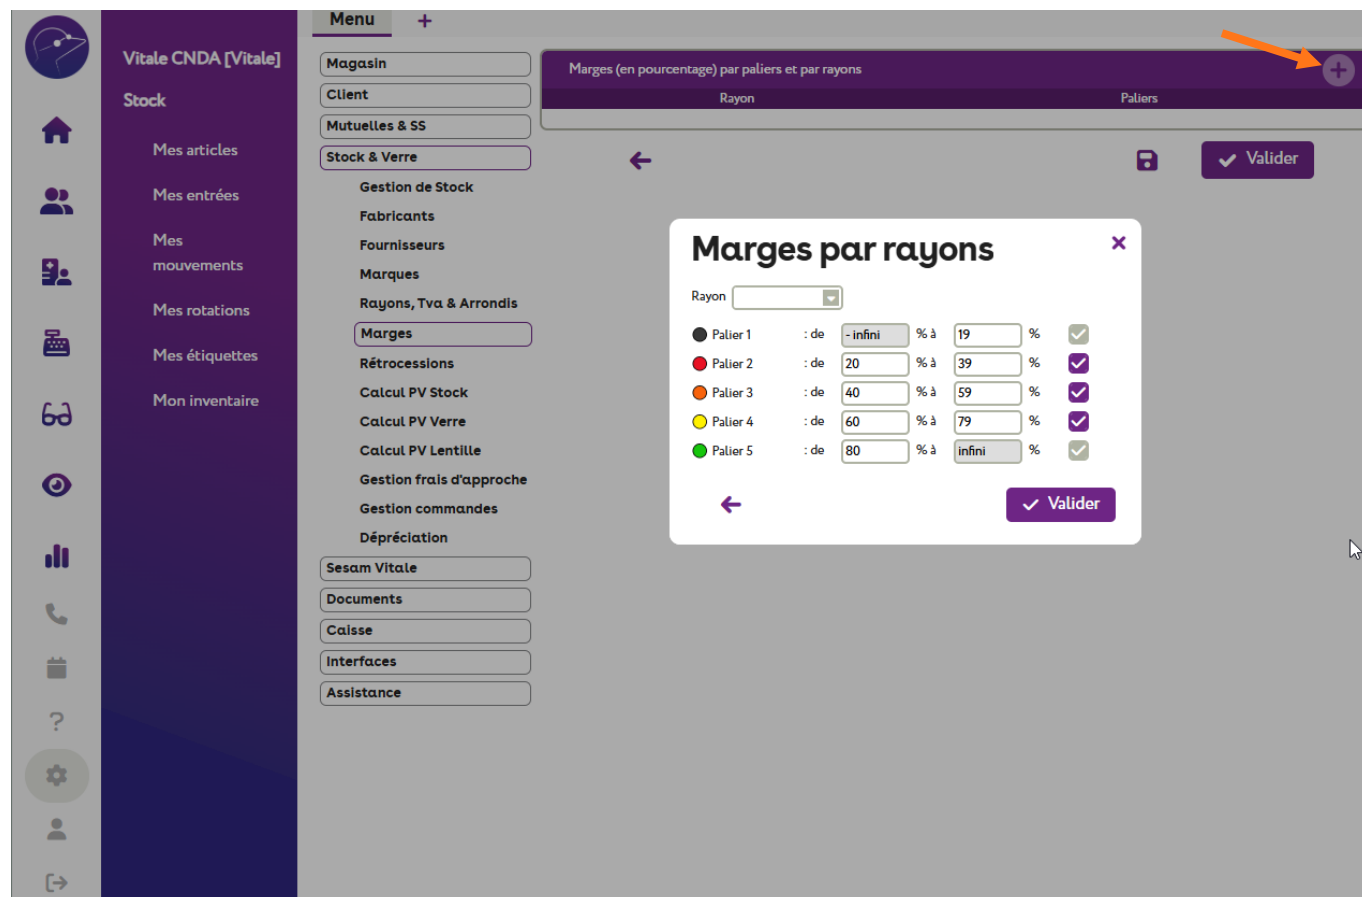 Menu +
Vitale CNDA [Vitale]
Stock
Mes articles
Mes entrées
Mes
mouvements
Mes rotations
Mes étiquettes
Mon inventaire
Magasin
Client
Mutuelles & SS
Stock & Verre
Gestion de Stock
Fabricants
Fournisseurs
Marques
Rayons, Tva & Arrondis
Marges
Rétrocessions
Calcul PV Stock
Calcul PV Verre
Calcul PV Lentille
Gestion frais d'approche
Gestion commandes
Dépréciation
Sesam Vitale
Documents
Caisse
Interfaces
Assistance
Marges (en pourcentage) par paliers et par rayons
Rayon Paliers
Valider
Marges par rayons
Rayon
Palier 1 : de - infini % à 19 %
Palier 2 : de 20 % à 39 %
Palier 3 : de 40 % à 59 %
Palier 4 : de 60 % à 79 %
Palier 5 : de 80 % à infini %
Valider
?